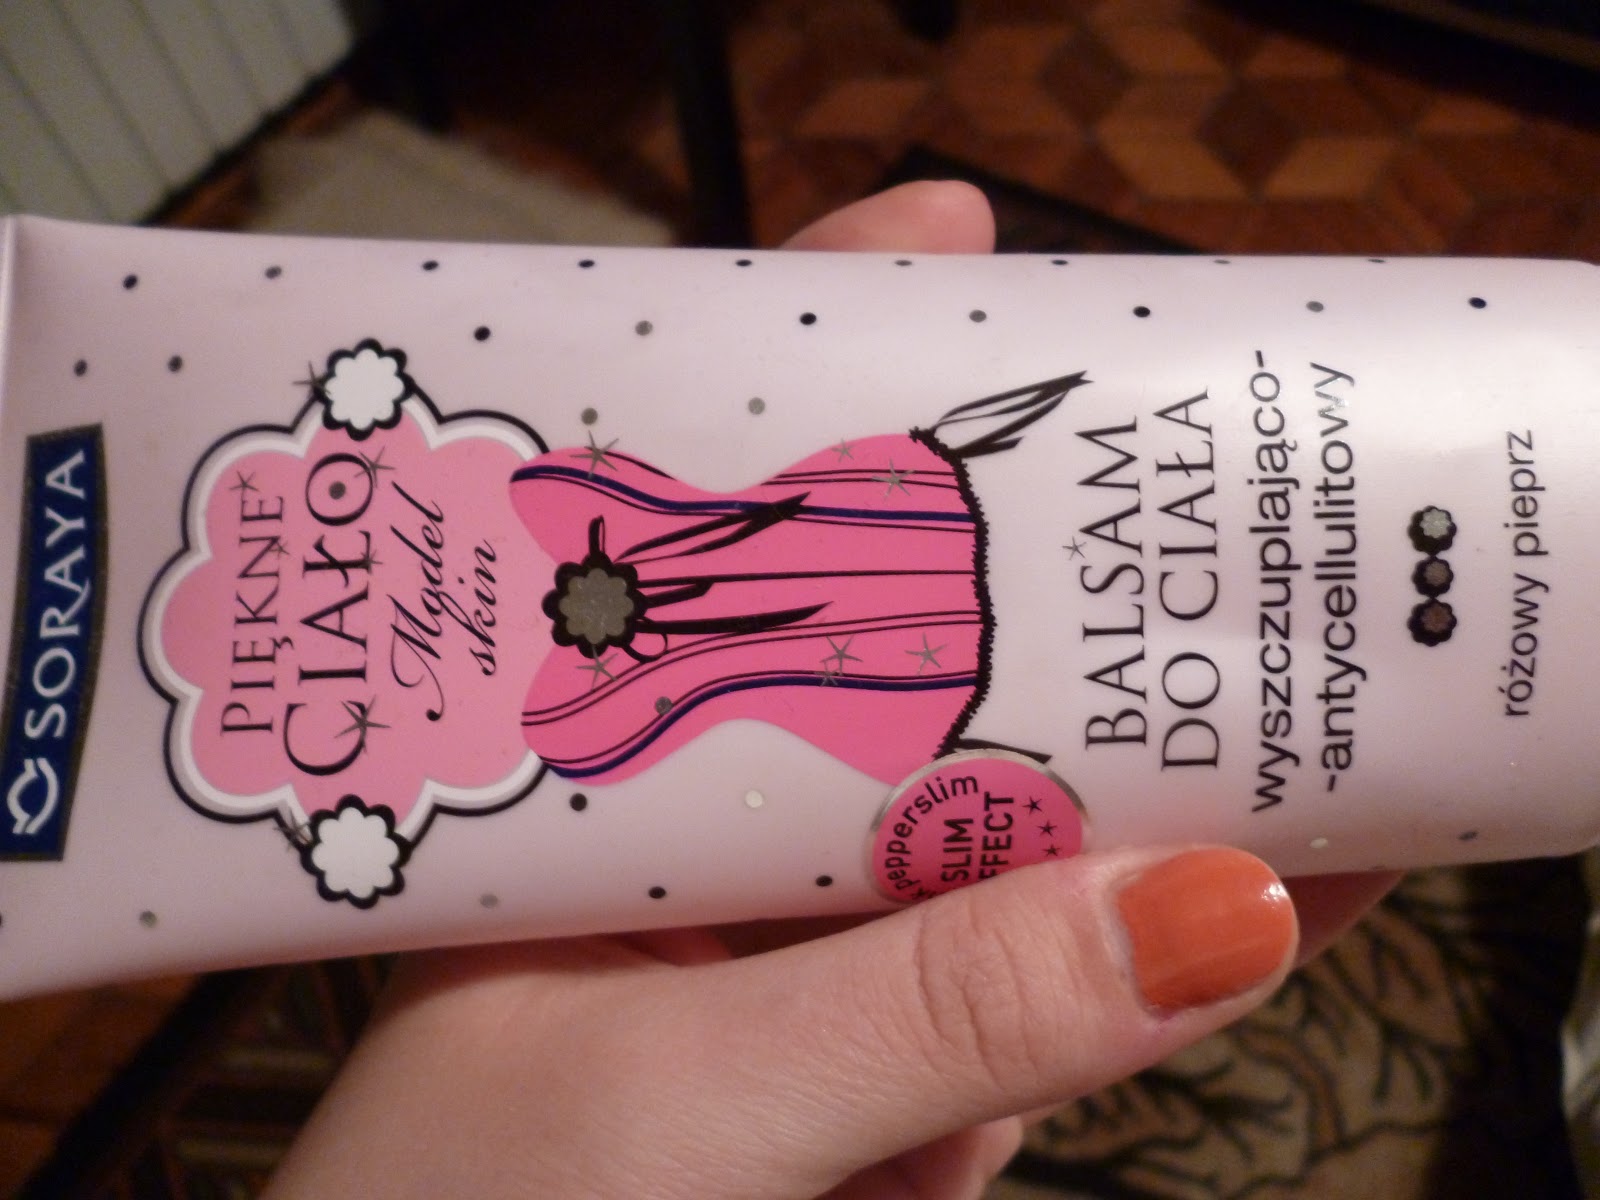 SORAYA
PIĘKNE
CIAŁO
Model
skin
pepperslim
SLIM
EFFECT
BALSAM
DO CIAŁA
wyszczuplająco-
-antycellulitowy
różowy pieprz